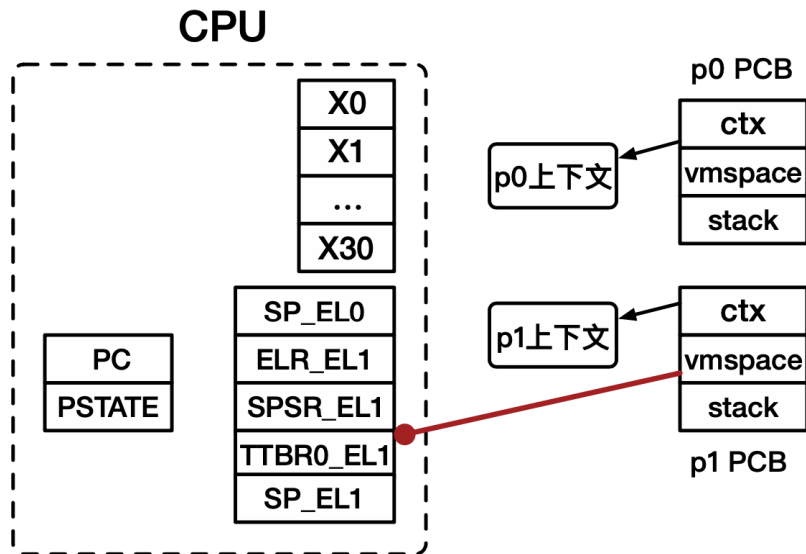 CPU
X0
X1
...
X30
SP_EL0
ELR_EL1
SPSR_EL1
TTBR0_EL1
SP_EL1
PC
PSTATE
p0上下文
p1上下文
p0 PCB
ctx
vmspace
stack
ctx
vmspace
stack
p1 PCB